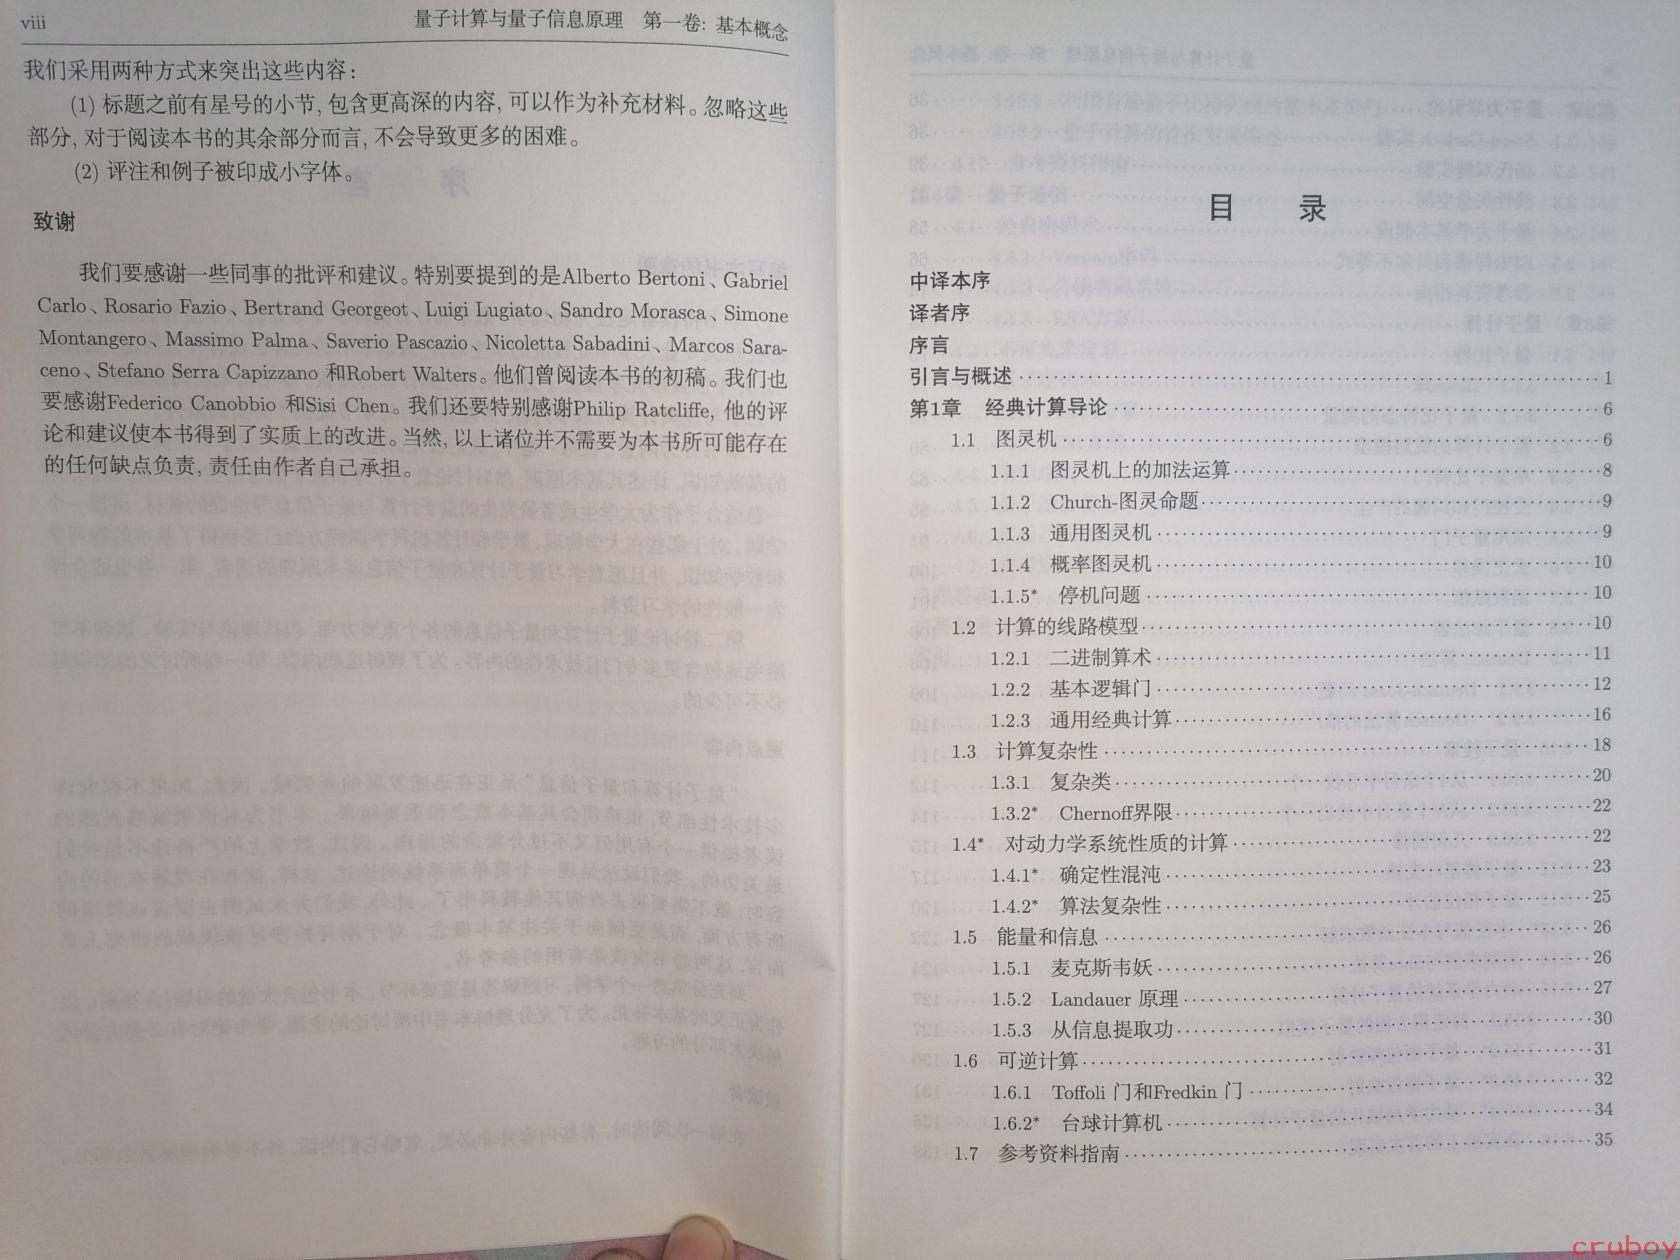 viii
量子计算与量子信息原理 第一卷: 基本概念
我们采用两种方式来突出这些内容:
(1) 标题之前有星号的小节, 包含更高深的内容, 可以作为补充材料。忽略这些
部分, 对于阅读本书的其余部分而言, 不会导致更多的困难。
(2) 评注和例子被印成小字体。
致谢
我们要感谢一些同事的批评和建议。特别要提到的是Alberto Bertoni、Gabriel
Carlo、Rosario Fazio、Bertrand Georgeot、Luigi Lugiato、Sandro Morasca、Simone
Montangero、Massimo Palma、Saverio Pascazio、Nicoletta Sabadini、Marcos Sara-
ceno、Stefano Serra Capizzano 和Robert Walters。他们曾阅读本书的初稿。我们也
要感谢Federico Canobbio 和Sisi Chen。我们还要特别感谢Philip Ratcliffe, 他的评
论和建议使本书得到了实质上的改进。当然, 以上诸位并不需要为本书所可能存在
的任何缺点负责, 责任由作者自己承担。
目 录
中译本序
译者序
序言
引言与概述 1
第1章 经典计算导论 6
1.1 图灵机 6
1.1.1 图灵机上的加法运算 8
1.1.2 Church-图灵命题 9
1.1.3 通用图灵机 9
1.1.4 概率图灵机 10
1.1.5* 停机问题 10
1.2 计算的线路模型 10
1.2.1 二进制算术 11
1.2.2 基本逻辑门 12
1.2.3 通用经典计算 16
1.3 计算复杂性 18
1.3.1 复杂类 20
1.3.2* Chernoff界限 22
1.4* 对动力学系统性质的计算 22
1.4.1* 确定性混沌 23
1.4.2* 算法复杂性 25
1.5 能量和信息 26
1.5.1 麦克斯韦妖 26
1.5.2 Landauer 原理 27
1.5.3 从信息提取功 30
1.6 可逆计算 31
1.6.1 Toffoli 门和Fredkin 门 32
1.6.2* 台球计算机 34
1.7 参考资料指南 35
cruboy